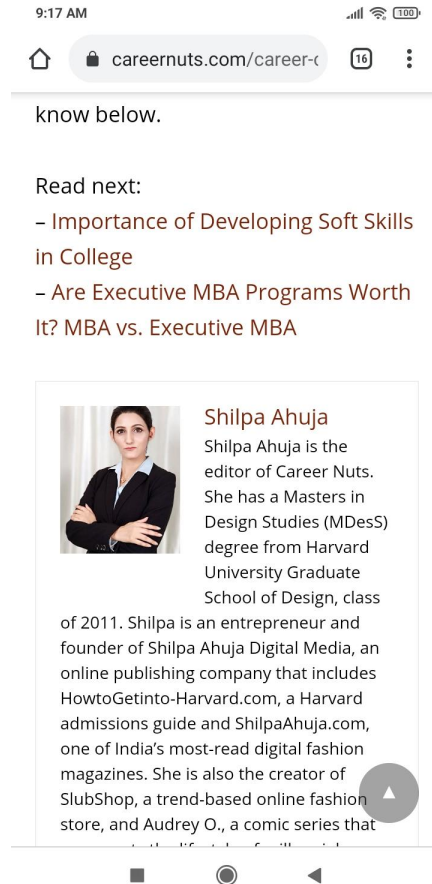 9:17 AM
100
careernuts.com/career-c
16
know below.
Read next:
– Importance of Developing Soft Skills
in College
– Are Executive MBA Programs Worth
It? MBA vs. Executive MBA
Shilpa Ahuja
Shilpa Ahuja is the
editor of Career Nuts.
She has a Masters in
Design Studies (MDesS)
degree from Harvard
University Graduate
School of Design, class
of 2011. Shilpa is an entrepreneur and
founder of Shilpa Ahuja Digital Media, an
online publishing company that includes
HowtoGetinto-Harvard.com, a Harvard
admissions guide and ShilpaAhuja.com,
one of India's most-read digital fashion
magazines. She is also the creator of
SlubShop, a trend-based online fashion
store, and Audrey O., a comic series that